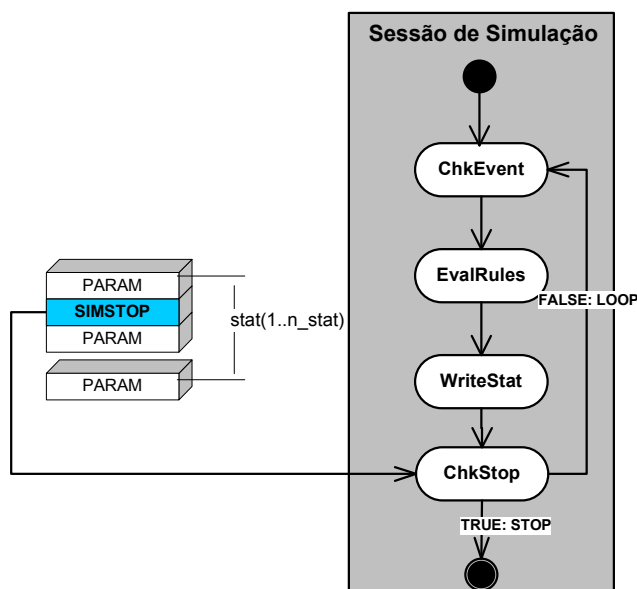 Sessão de Simulação
ChkEvent
EvalRules
FALSE: LOOP
PARAM
SIMSTOP
PARAM
stat(1..n_stat)
PARAM
WriteStat
ChkStop
TRUE: STOP